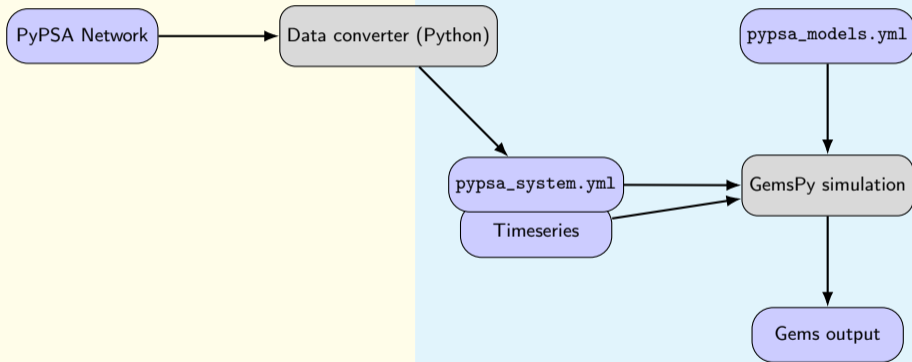 PyPSA Network
Data converter (Python)
pypsa_models.yml
pypsa_system.yml
GemsPy simulation
Timeseries
Gems output